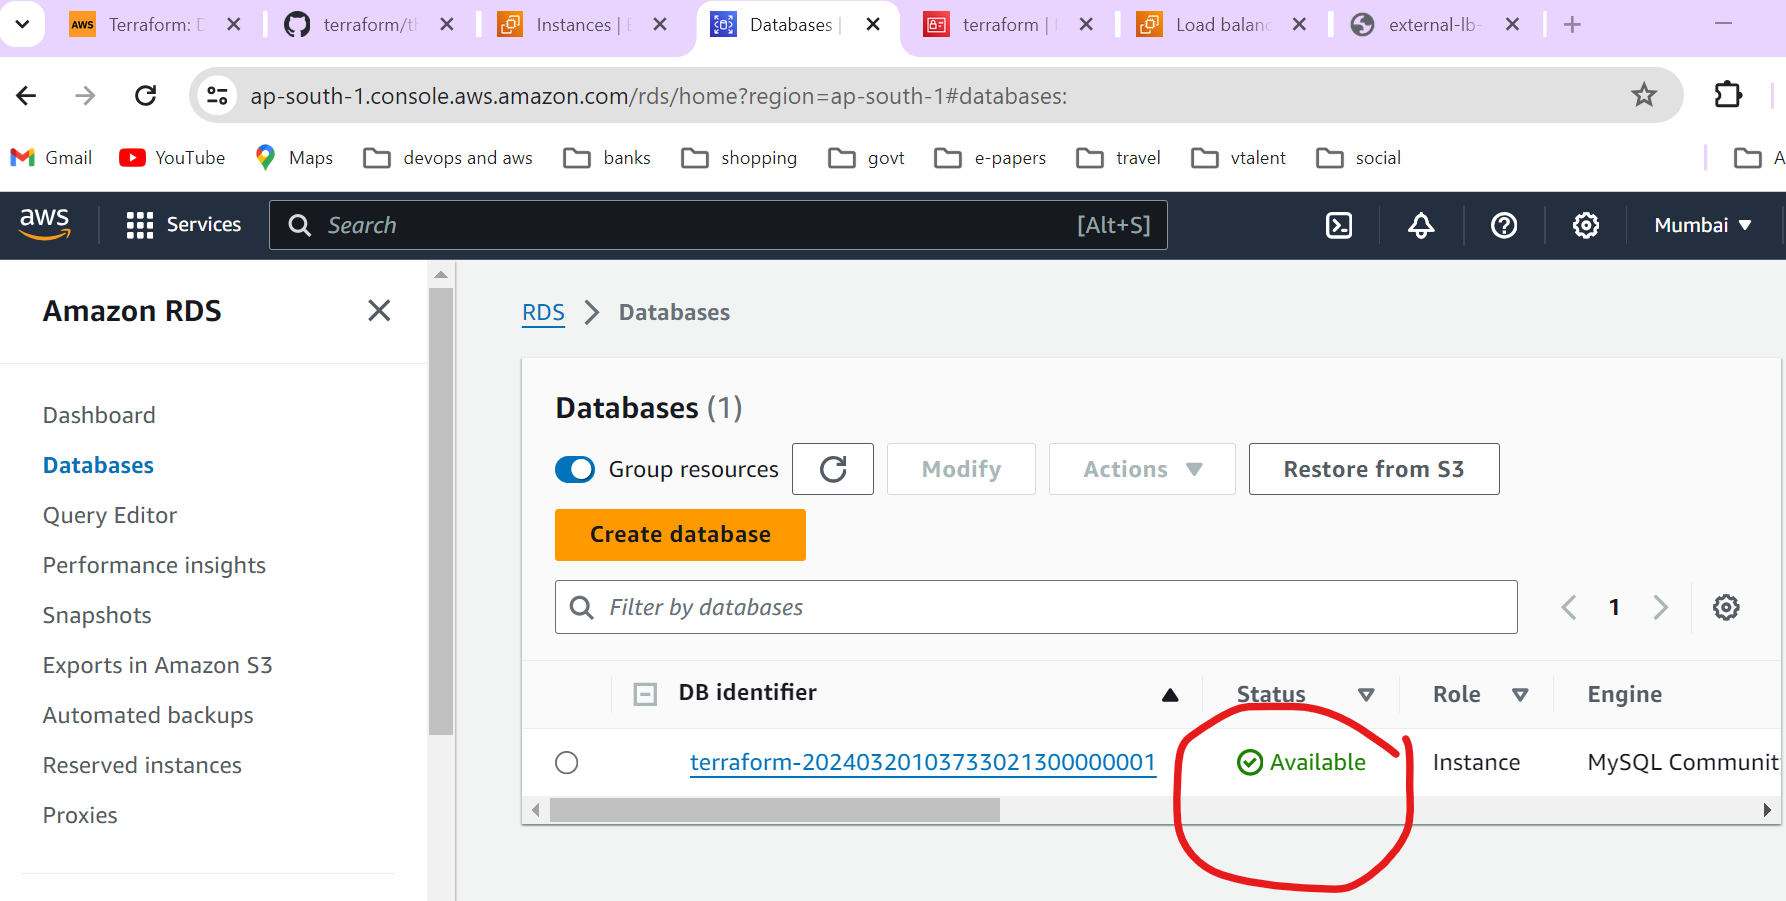 aws Terraform: D
terraform/th
Instances | E
Databases |
terraform | I
Load balanc
external-lb-
ap-south-1.console.aws.amazon.com/rds/home?region=ap-south-1#databases:
Gmail YouTube Maps devops and aws banks shopping govt e-papers travel vtalent social A
aws Services Search [Alt+S] Mumbai
Amazon RDS
Dashboard
Databases
Query Editor
Performance insights
Snapshots
Exports in Amazon S3
Automated backups
Reserved instances
Proxies
RDS Databases
Databases (1)
Group resources Modify Actions Restore from S3
Create database
Filter by databases 1
DB identifier Status Role Engine
terraform-20240320103733021300000001 Available Instance MySQL Communit